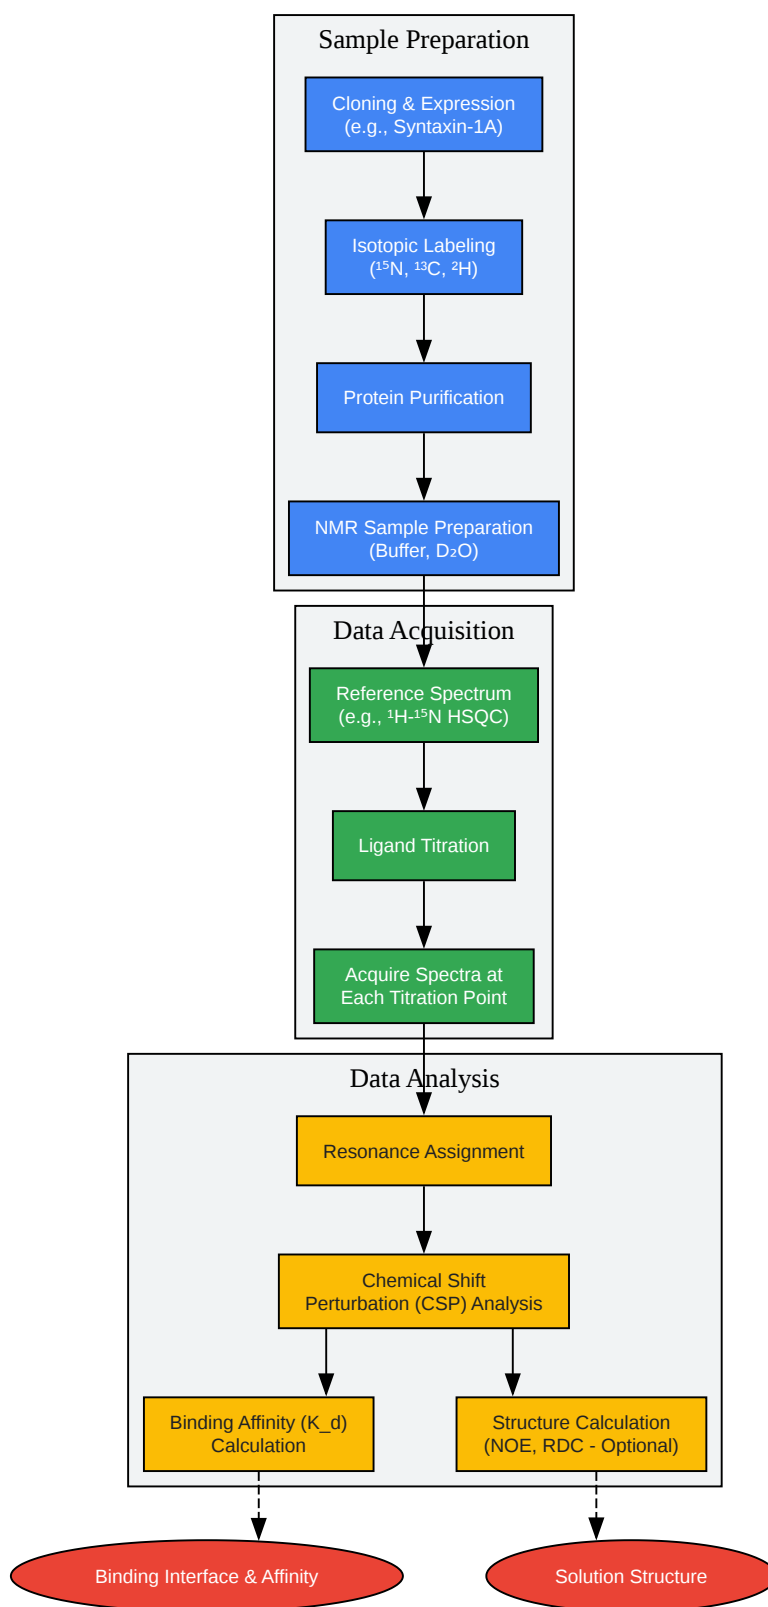 Sample Preparation
Cloning & Expression
(e.g., Syntaxin-1A)
Isotopic Labeling
(¹⁵N, ¹³C, ²H)
Protein Purification
NMR Sample Preparation
(Buffer, D₂O)
Data Acquisition
Reference Spectrum
(e.g., ¹H-¹⁵N HSQC)
Ligand Titration
Acquire Spectra at
Each Titration Point
Data Analysis
Resonance Assignment
Chemical Shift
Perturbation (CSP) Analysis
Binding Affinity (K_d)
Calculation
Structure Calculation
(NOE, RDC - Optional)
Binding Interface & Affinity
Solution Structure